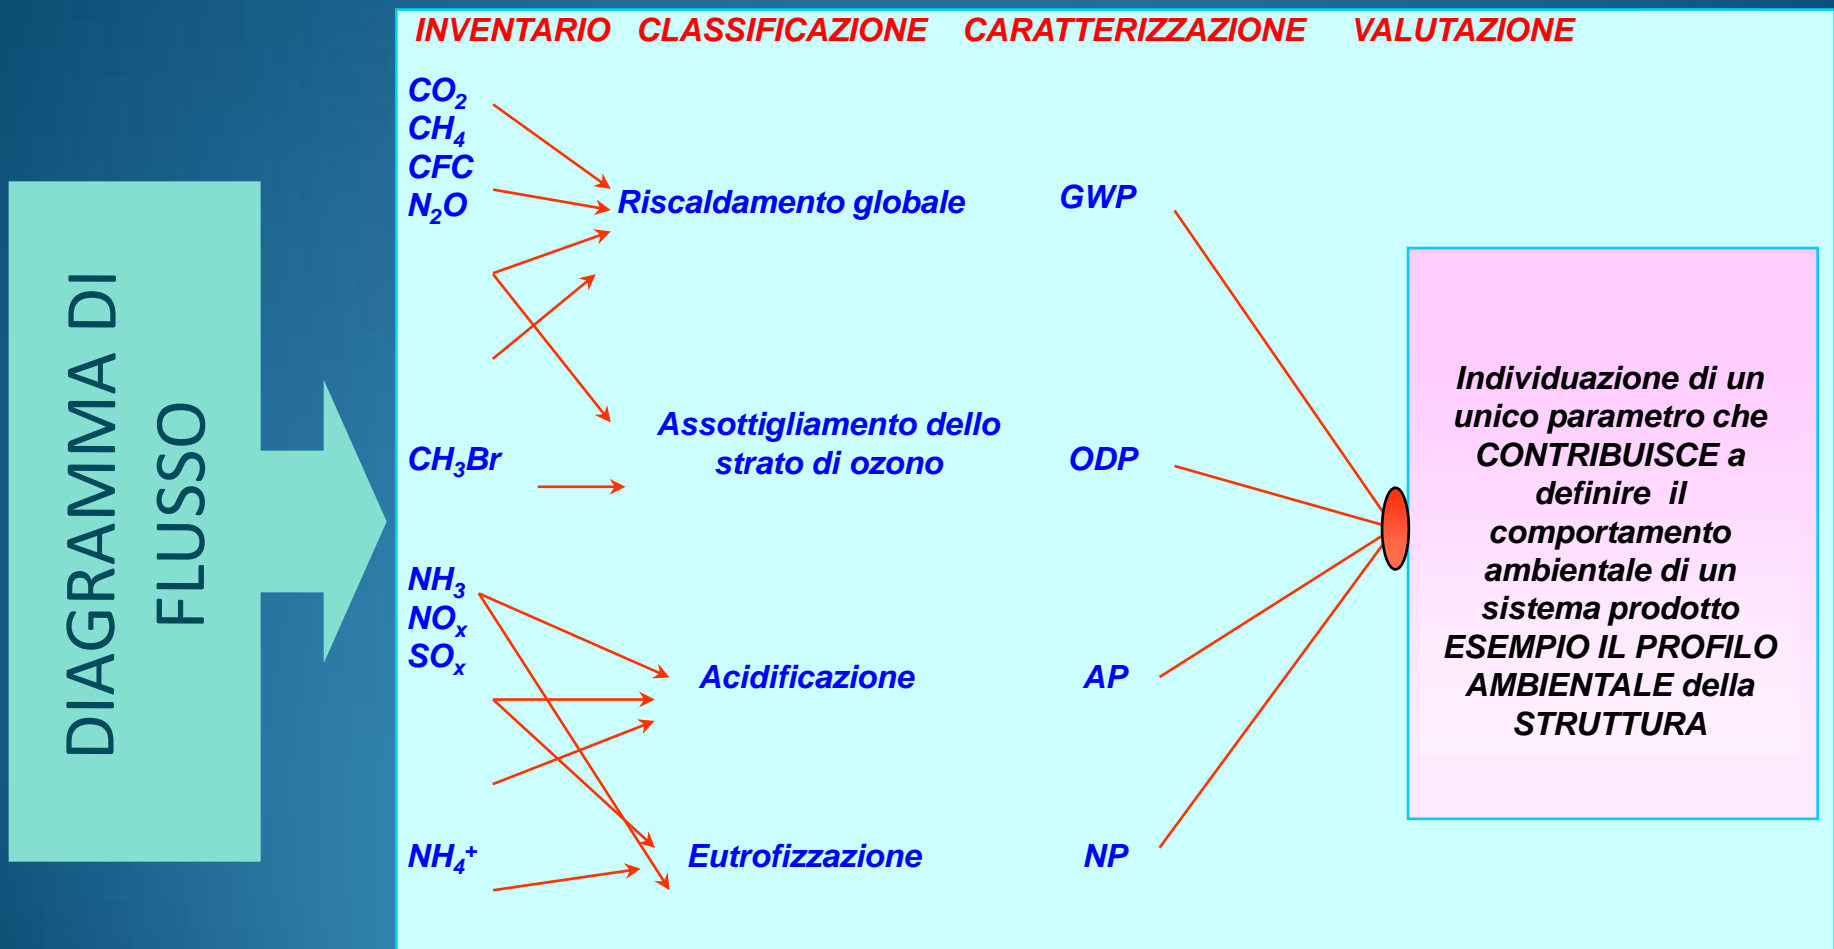 DIAGRAMMA DI
FLUSSO
INVENTARIO CLASSIFICAZIONE CARATTERIZZAZIONE VALUTAZIONE
CO₂
CH₄
CFC
N₂O
Riscaldamento globale
GWP
CH₃Br
Assottigliamento dello
strato di ozono
ODP
NH₃
NOₓ
SOₓ
Acidificazione
AP
NH₄⁺
Eutrofizzazione
NP
Individuazione di un
unico parametro che
CONTRIBUISCE a
definire il
comportamento
ambientale di un
sistema prodotto
ESEMPIO IL PROFILO
AMBIENTALE della
STRUTTURA